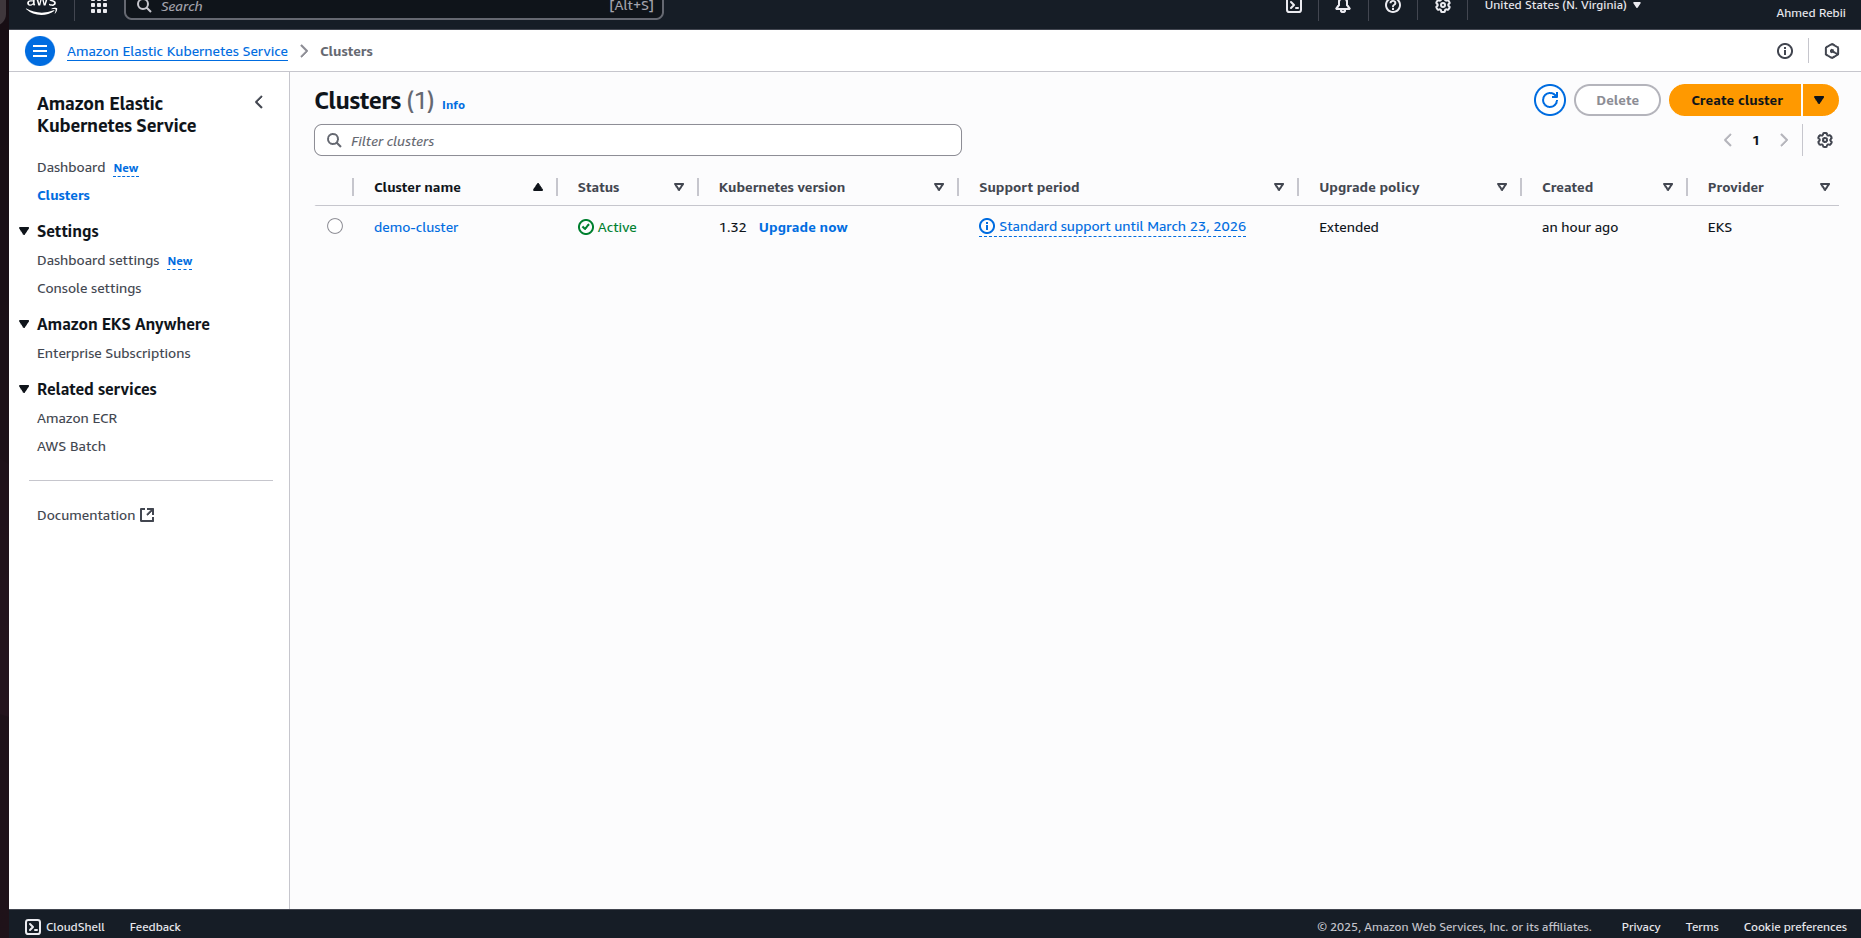 aws
Search
[Alt+S]
United States (N. Virginia)
Ahmed Rebii
Amazon Elastic Kubernetes Service
Clusters
Amazon Elastic
Kubernetes Service
Dashboard New
Clusters
Settings
Dashboard settings New
Console settings
Amazon EKS Anywhere
Enterprise Subscriptions
Related services
Amazon ECR
AWS Batch
Documentation
Clusters (1) Info
Delete
Create cluster
Filter clusters
1
Cluster name Status Kubernetes version Support period Upgrade policy Created Provider
demo-cluster Active 1.32 Upgrade now Standard support until March 23, 2026 Extended an hour ago EKS
CloudShell Feedback © 2025, Amazon Web Services, Inc. or its affiliates. Privacy Terms Cookie preferences